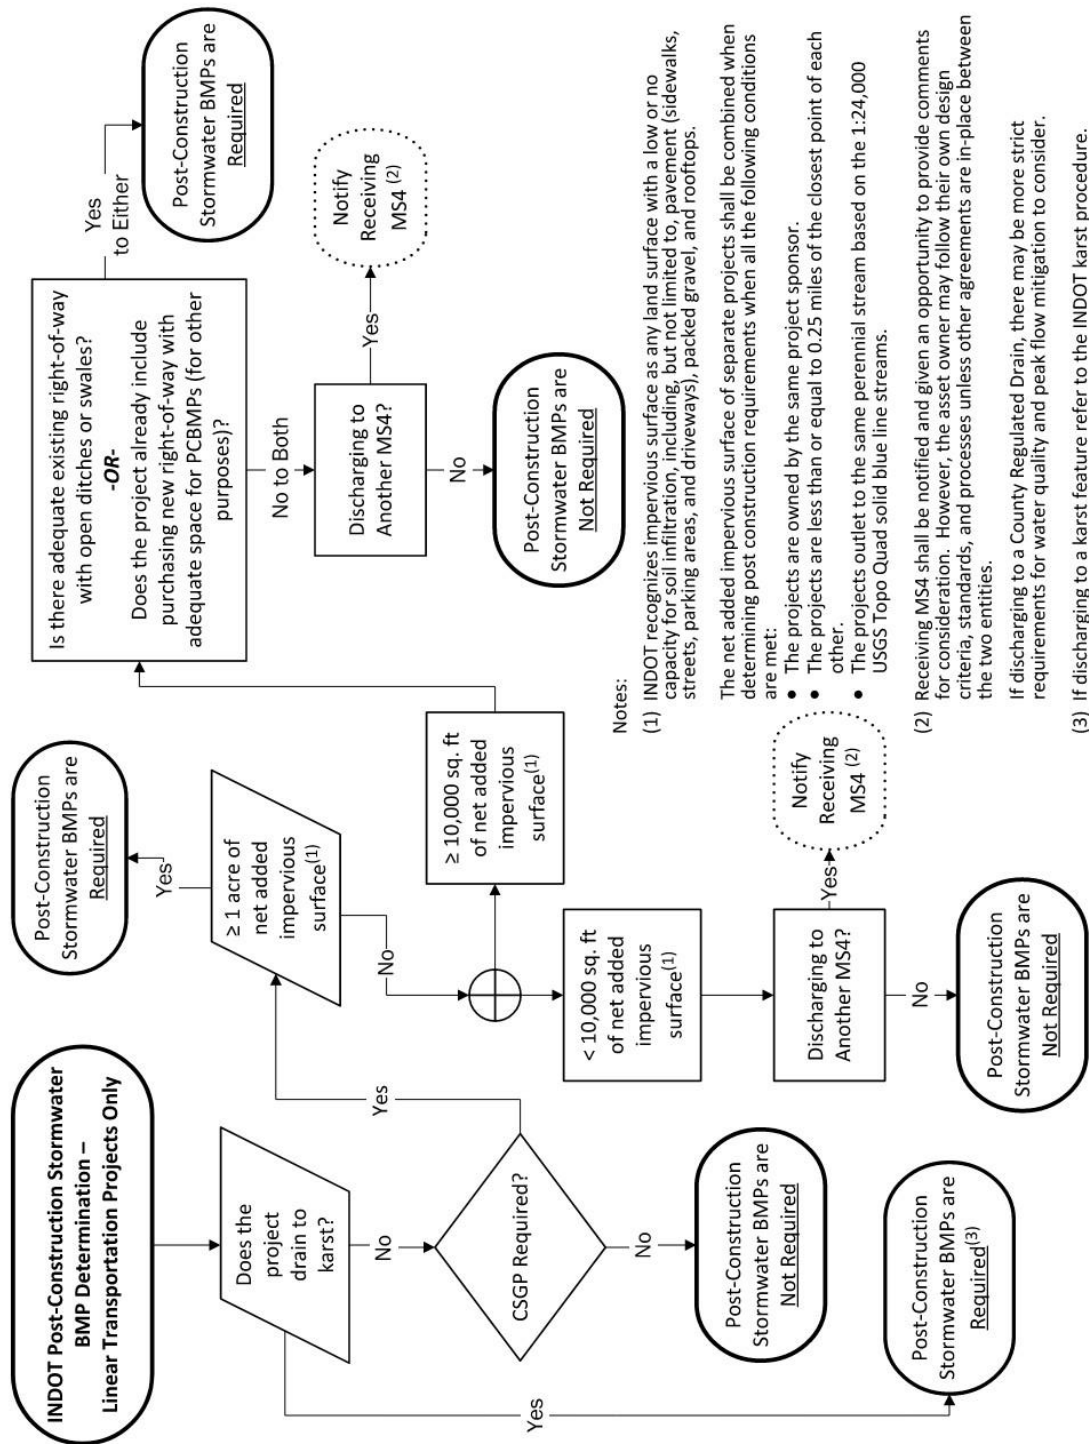 INDOT Post-Construction Stormwater
BMP Determination –
Linear Transportation Projects Only
Does the
project
drain to
karst?
No
Yes
CSGP Required?
Yes
No
Post-Construction
Stormwater BMPs are
Not Required
Post-Construction
Stormwater BMPs are
Required(3)
≥ 1 acre of
net added
impervious
surface(1)
Yes
Post-Construction
Stormwater BMPs are
Required
No
≥ 10,000 sq. ft
of net added
impervious
surface(1)
< 10,000 sq. ft
of net added
impervious
surface(1)
Discharging to
Another MS4?
Yes
Notify
Receiving
MS4 (2)
No
Post-Construction
Stormwater BMPs are
Not Required
Is there adequate existing right-of-way
with open ditches or swales?
-OR-
Does the project already include
purchasing new right-of-way with
adequate space for PCBMPs (for other
purposes)?
Yes
to Either
Post-Construction
Stormwater BMPs are
Required
No to Both
Discharging to
Another MS4?
Yes
Notify
Receiving
MS4 (2)
No
Post-Construction
Stormwater BMPs are
Not Required
Notes:
(1) INDOT recognizes impervious surface as any land surface with a low or no
capacity for soil infiltration, including, but not limited to, pavement (sidewalks,
streets, parking areas, and driveways), packed gravel, and rooftops.
The net added impervious surface of separate projects shall be combined when
determining post construction requirements when all the following conditions
are met:
• The projects are owned by the same project sponsor.
• The projects are less than or equal to 0.25 miles of the closest point of each
other.
• The projects outlet to the same perennial stream based on the 1:24,000
USGS Topo Quad solid blue line streams.
(2) Receiving MS4 shall be notified and given an opportunity to provide comments
for consideration. However, the asset owner may follow their own design
criteria, standards, and processes unless other agreements are in-place between
the two entities.
If discharging to a County Regulated Drain, there may be more strict
requirements for water quality and peak flow mitigation to consider.
(3) If discharging to a karst feature refer to the INDOT karst procedure.